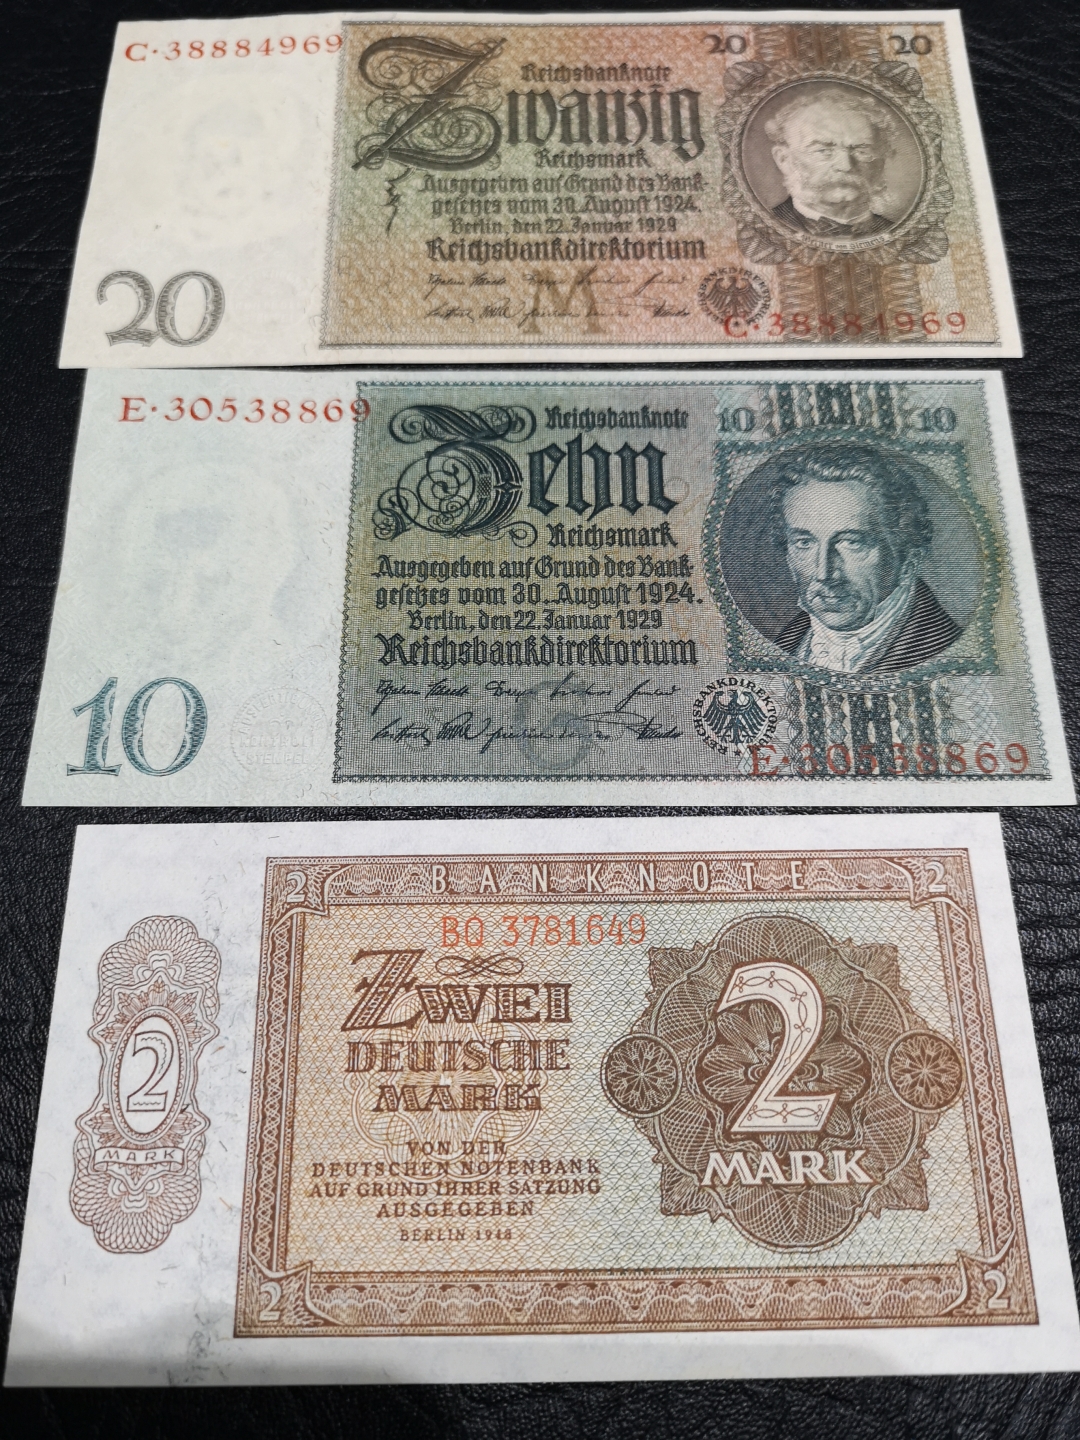 C·38884969
20 20
Reichsbanknote
Zwanzig
Reichsmark
Ausgegeben auf Grund des Bank-
gesetzes vom 30. August 1924.
Berlin, den 22. Januar 1929
Reichsbankdirektorium
M
20
C·38884969
E·30538869
Reichsbanknote
10 10
Zehn
Reichsmark
Ausgegeben auf Grund des Bank-
gesetzes vom 30. August 1924.
Berlin, den 22. Januar 1929
Reichsbankdirektorium
G
REICHSBANKDIREKTORIUM
10
STEMPEL
E·30538869
2 BANKNOTE 2
BQ 3781649
ZWEI
DEUTSCHE
MARK
VON DER
DEUTSCHEN NOTENBANK
AUF GRUND IHRER SATZUNG
AUSGEGEBEN
BERLIN 1948
2
MARK
2
MARK
2 2